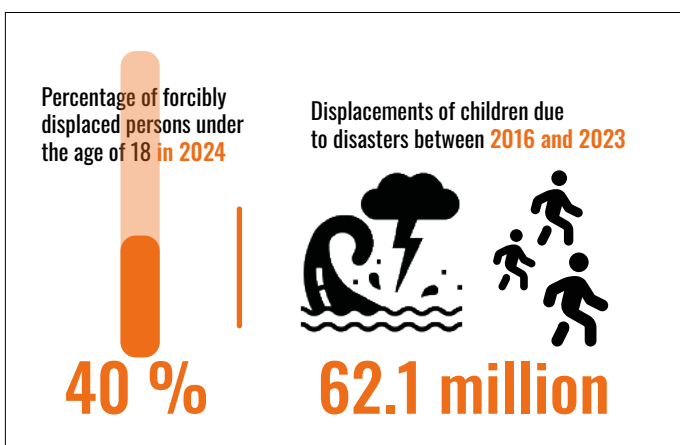 Percentage of forcibly
displaced persons under
the age of 18 in 2024
40 %
Displacements of children due
to disasters between 2016 and 2023
62.1 million